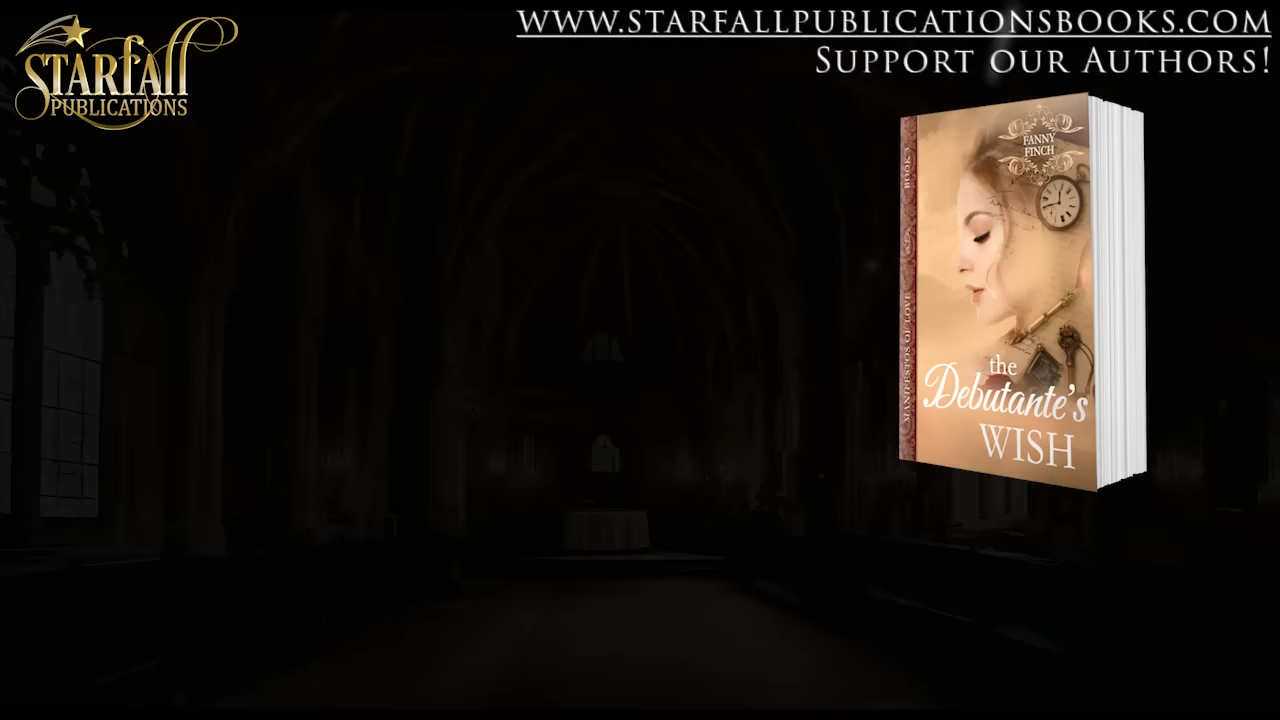 STARfall
PUBLICATIONS
WWW.STARFALLPUBLICATIONSBOOKS.COM
SUPPORT OUR AUTHORS!
FANNY
FINCH
BOOK 3
MANIFESTOS OF LOVE
the
Debutante's
WISH